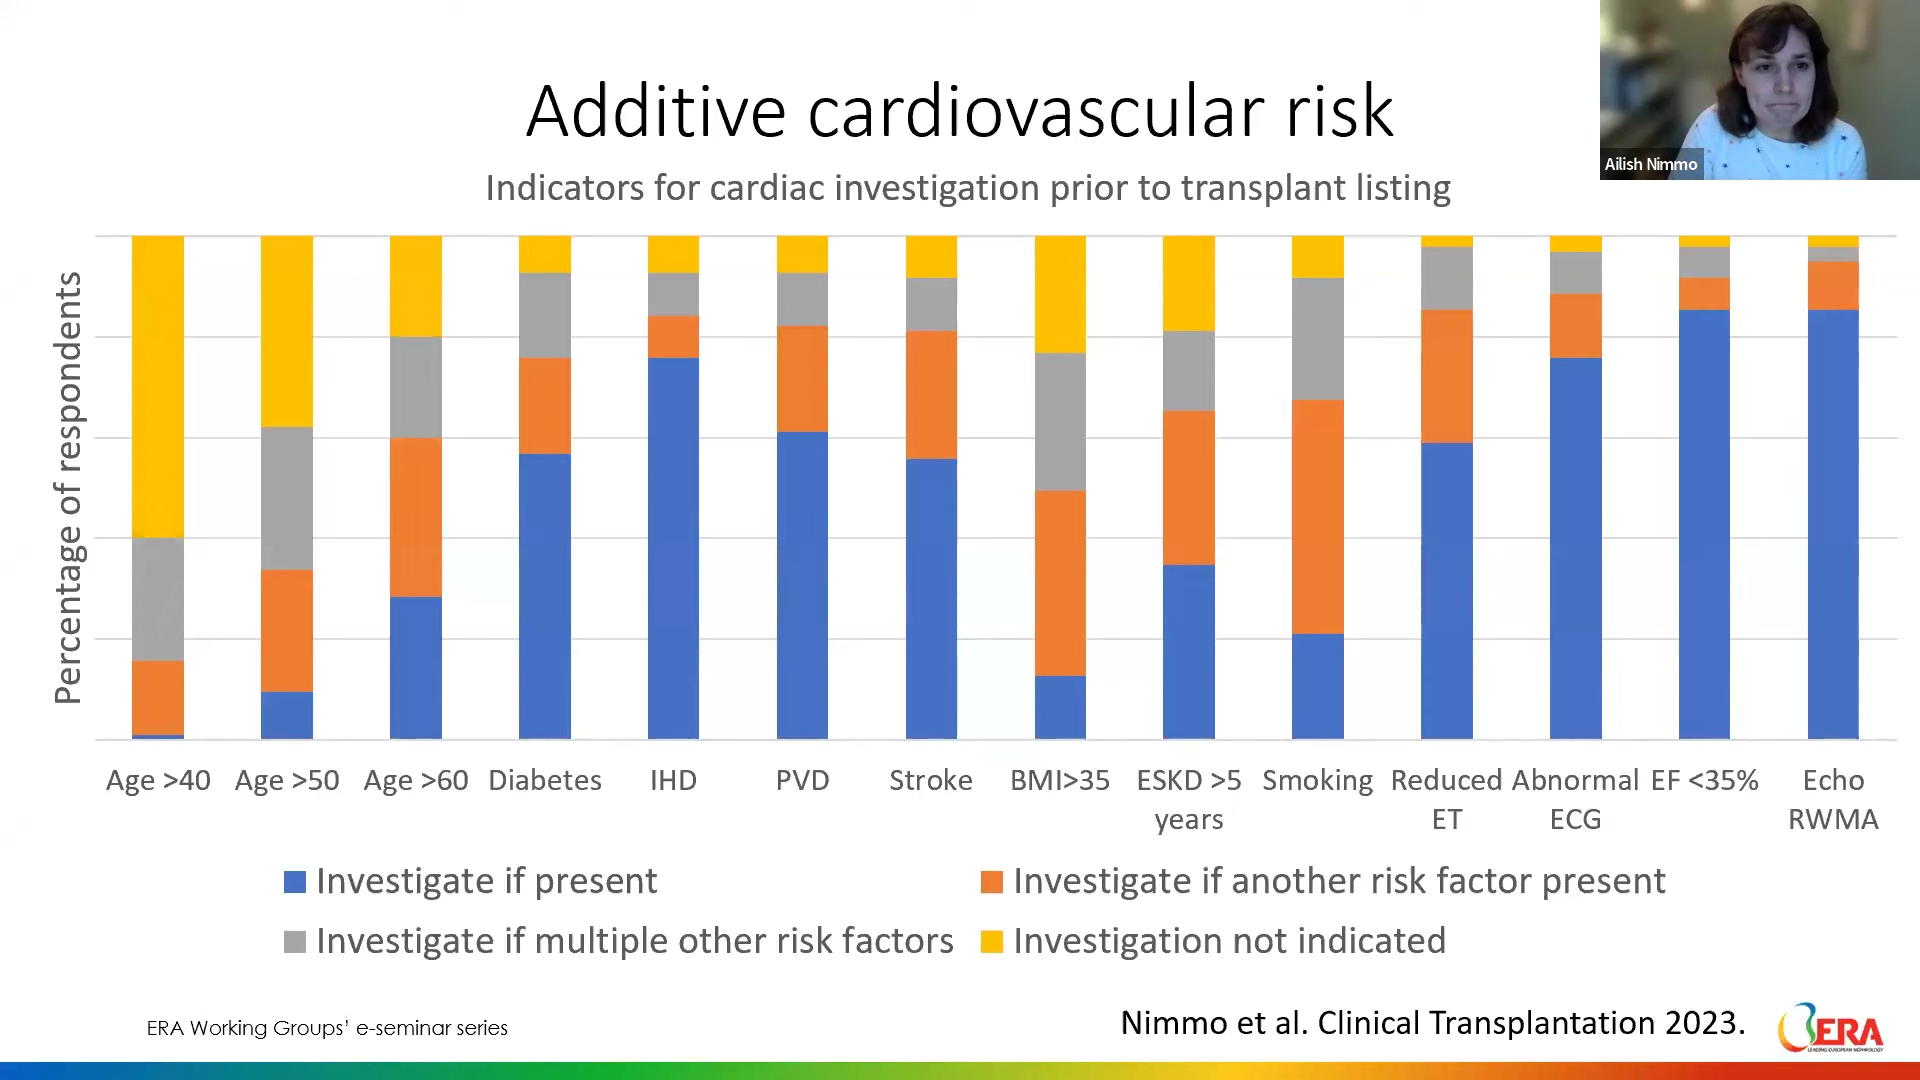 Additive cardiovascular risk
Ailish Nimmo
Indicators for cardiac investigation prior to transplant listing
Percentage of respondents
Age >40
Age >50
Age >60
Diabetes
IHD
PVD
Stroke
BMI>35
ESKD >5
years
Smoking
Reduced
ET
Abnormal
ECG
EF <35%
Echo
RWMA
Investigate if present
Investigate if another risk factor present
Investigate if multiple other risk factors
Investigation not indicated
ERA Working Groups’ e-seminar series
Nimmo et al. Clinical Transplantation 2023.
ERA
LEADING EUROPEAN NEPHROLOGY